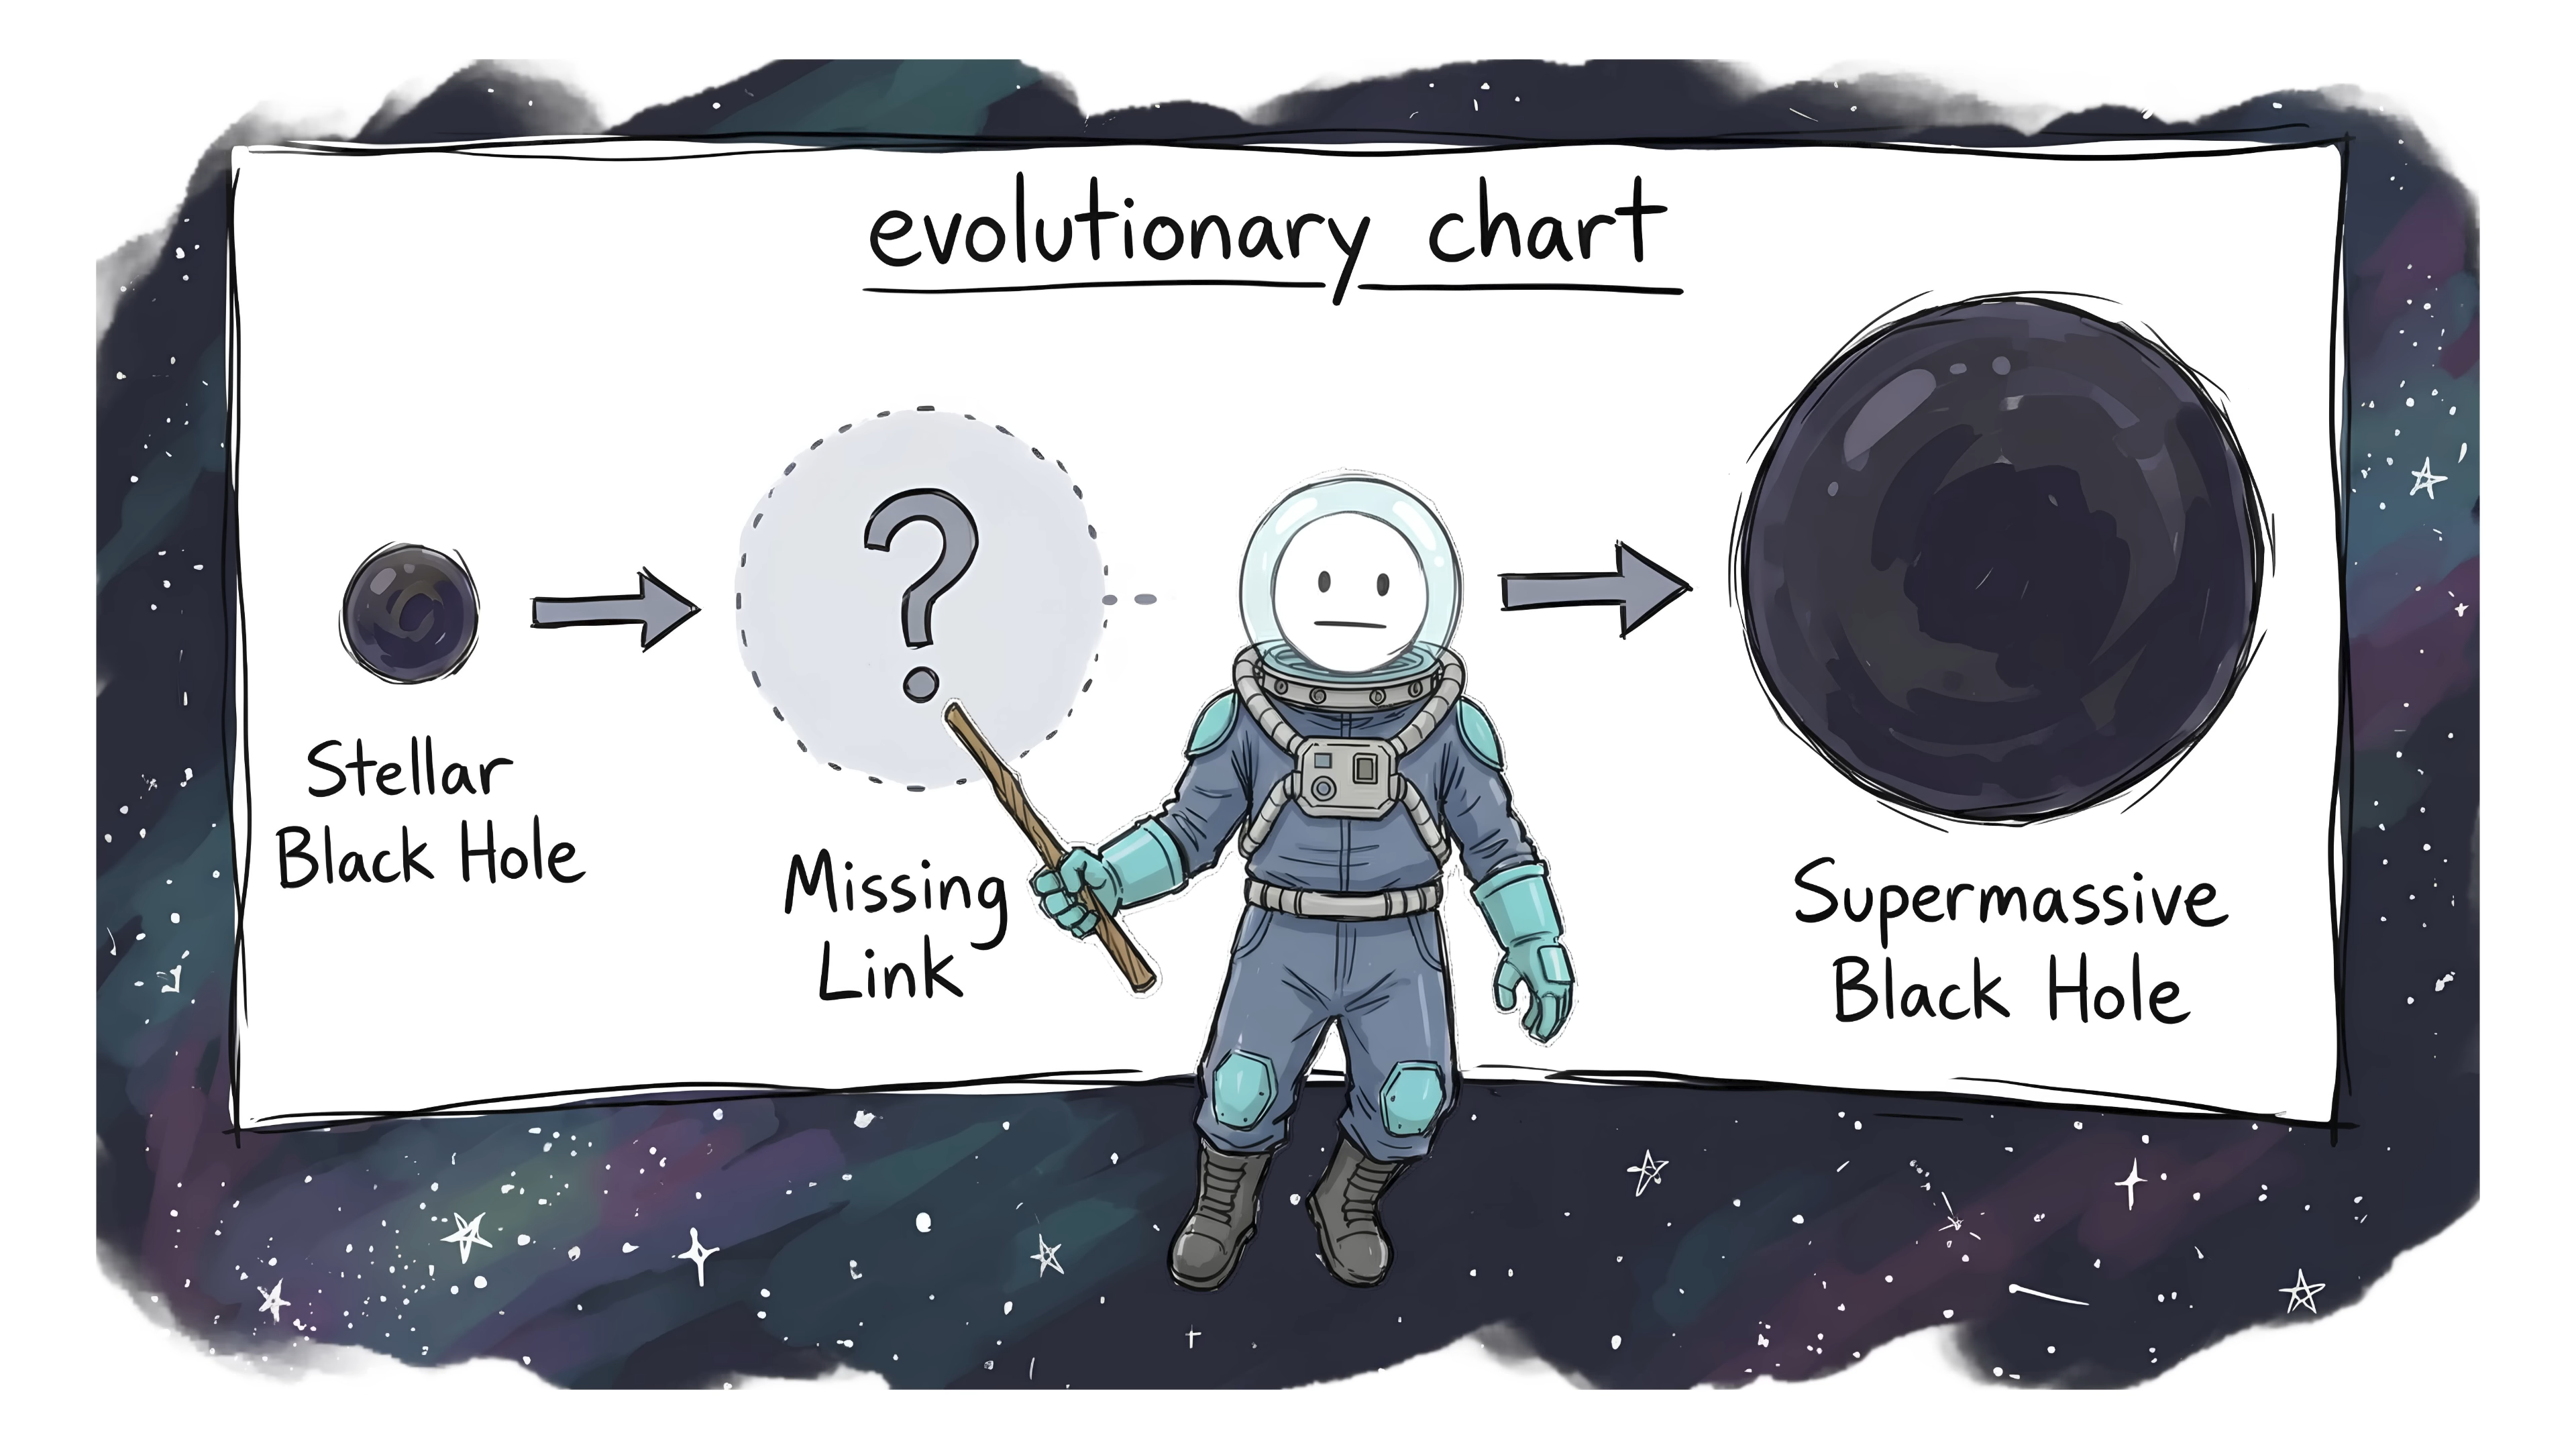 evolutionary chart
?
Stellar
Black Hole
Missing
Link
Supermassive
Black Hole